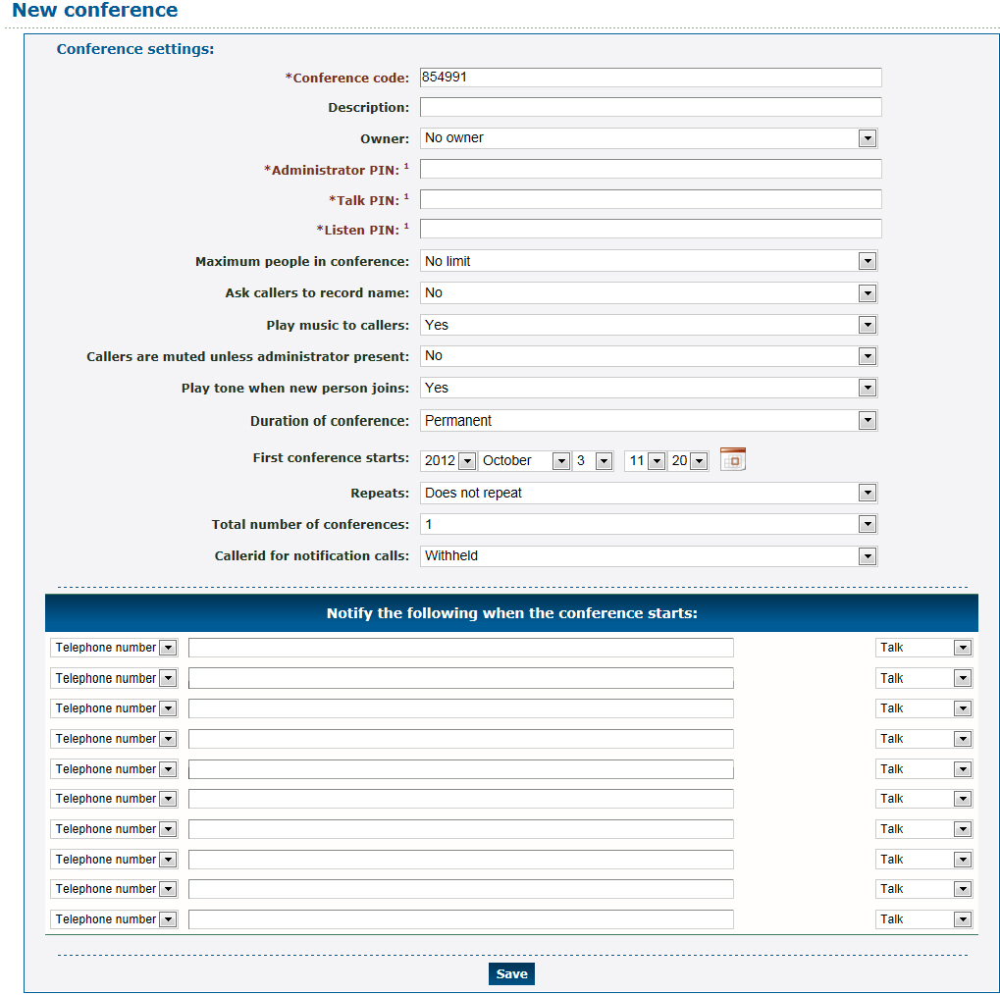 New conference
Conference settings:
*Conference code: 854991
Description:
Owner: No owner
*Administrator PIN: 1
*Talk PIN: 1
*Listen PIN: 1
Maximum people in conference: No limit
Ask callers to record name: No
Play music to callers: Yes
Callers are muted unless administrator present: No
Play tone when new person joins: Yes
Duration of conference: Permanent
First conference starts: 2012 October 3 11 20
Repeats: Does not repeat
Total number of conferences: 1
Callerid for notification calls: Withheld
Notify the following when the conference starts:
Telephone number Talk
Telephone number Talk
Telephone number Talk
Telephone number Talk
Telephone number Talk
Telephone number Talk
Telephone number Talk
Telephone number Talk
Telephone number Talk
Telephone number Talk
Save